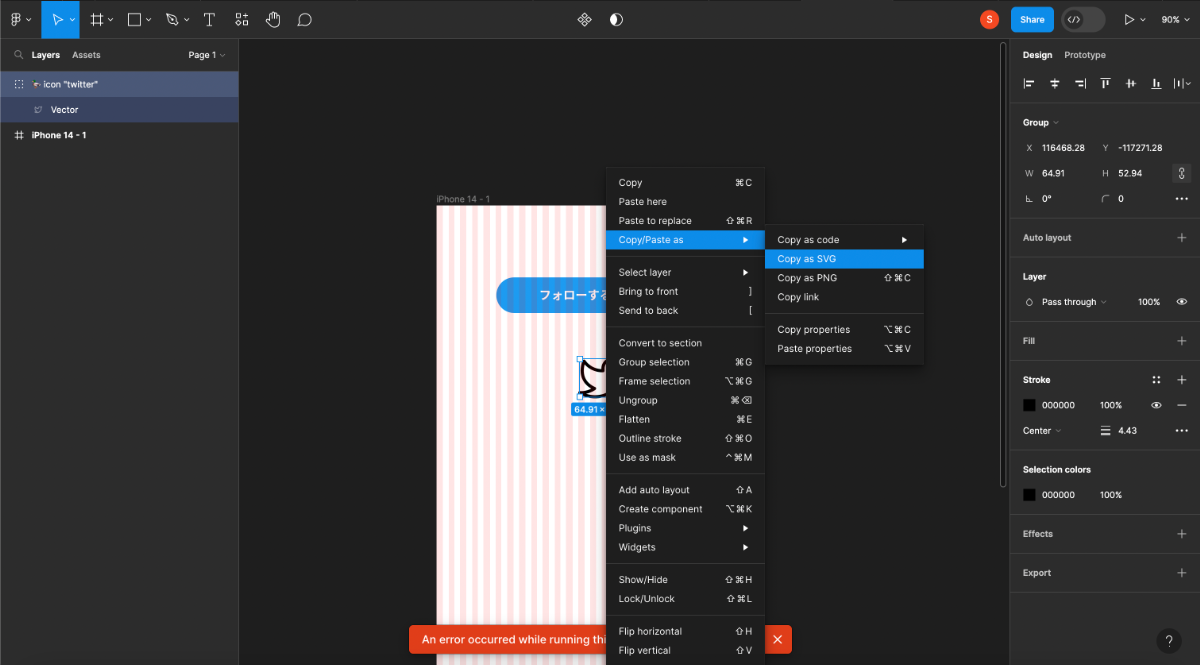 S
Share
90%
Layers Assets Page 1
icon "twitter"
Vector
iPhone 14 - 1
iPhone 14 - 1
フォローする
64.91 ×
Copy ⌘C
Paste here
Paste to replace ⇧⌘R
Copy/Paste as
Select layer
Bring to front ]
Send to back [
Convert to section
Group selection ⌘G
Frame selection ⌥⌘G
Ungroup ⌘⌫
Flatten ⌘E
Outline stroke ⇧⌘O
Use as mask ^⌘M
Add auto layout ⇧A
Create component ⌥⌘K
Plugins
Widgets
Show/Hide ⇧⌘H
Lock/Unlock ⇧⌘L
Flip horizontal ⇧H
Flip vertical ⇧V
Copy as code
Copy as SVG
Copy as PNG ⇧⌘C
Copy link
Copy properties ⌥⌘C
Paste properties ⌥⌘V
An error occurred while running thi
Design Prototype
Group
X 116468.28 Y -117271.28
W 64.91 H 52.94
0° 0
Auto layout
Layer
Pass through 100%
Fill
Stroke
000000 100%
Center 4.43
Selection colors
000000 100%
Effects
Export
?